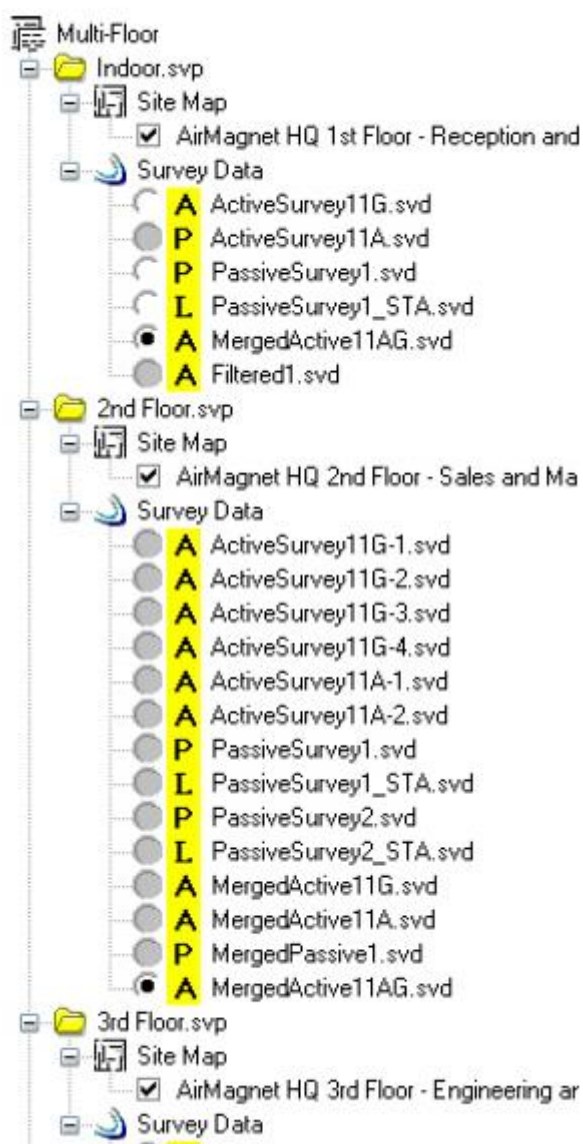 Multi-Floor
Indoor.svp
Site Map
AirMagnet HQ 1st Floor - Reception and
Survey Data
A ActiveSurvey11G.svd
P ActiveSurvey11A.svd
P PassiveSurvey1.svd
L PassiveSurvey1_STA.svd
A MergedActive11AG.svd
A Filtered1.svd
2nd Floor.svp
Site Map
AirMagnet HQ 2nd Floor - Sales and Ma
Survey Data
A ActiveSurvey11G-1.svd
A ActiveSurvey11G-2.svd
A ActiveSurvey11G-3.svd
A ActiveSurvey11G-4.svd
A ActiveSurvey11A-1.svd
A ActiveSurvey11A-2.svd
P PassiveSurvey1.svd
L PassiveSurvey1_STA.svd
P PassiveSurvey2.svd
L PassiveSurvey2_STA.svd
A MergedActive11G.svd
A MergedActive11A.svd
P MergedPassive1.svd
A MergedActive11AG.svd
3rd Floor.svp
Site Map
AirMagnet HQ 3rd Floor - Engineering ar
Survey Data